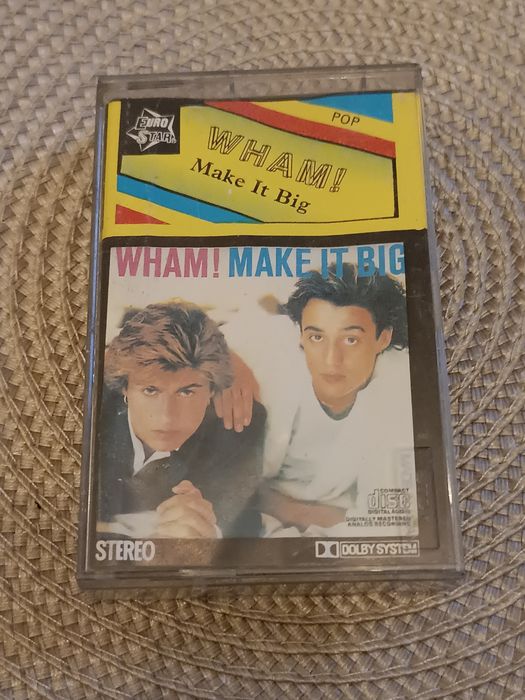 EURO
STAR
POP
WHAM!
Make It Big
WHAM! MAKE IT BIG
COMPACT
disc
DIGITAL AUDIO
DIGITALLY MASTERED
ANALOG RECORDING
STEREO
DOLBY SYSTEM